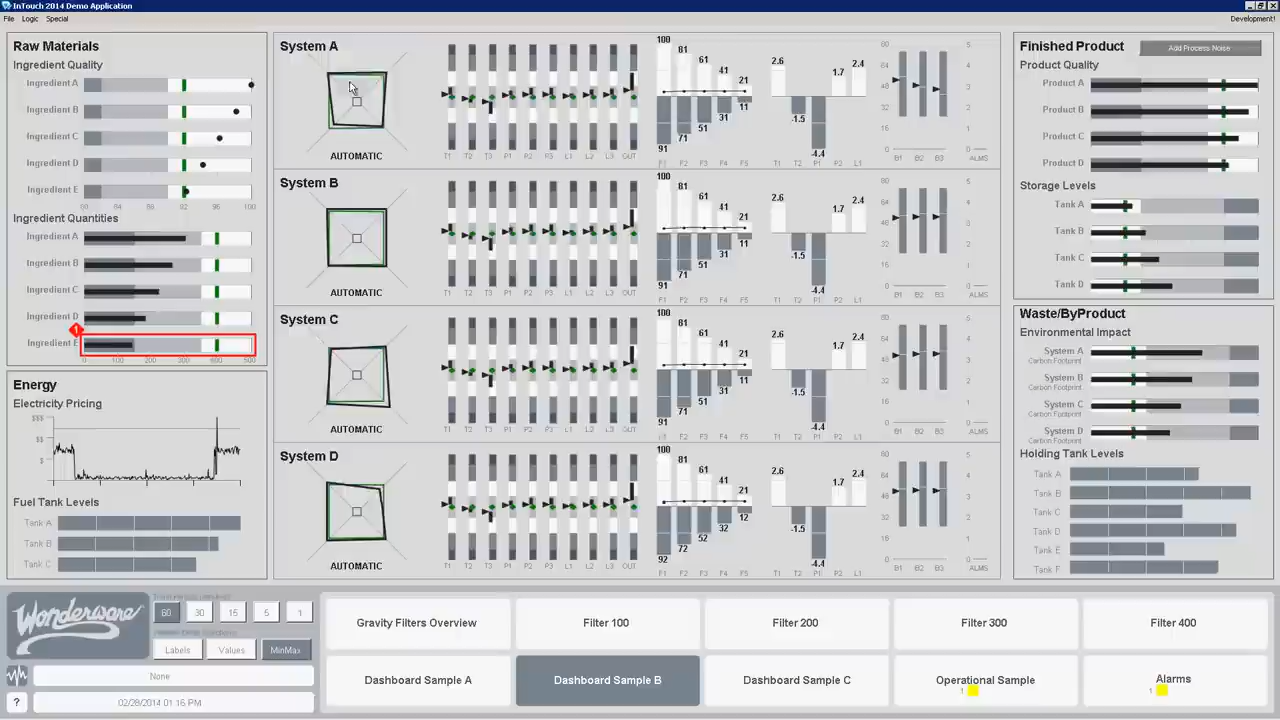 InTouch 2014 Demo Application
File Logic Special
Development!
Raw Materials
Ingredient Quality
Ingredient A
Ingredient B
Ingredient C
Ingredient D
Ingredient E
80 84 88 92 96 100
Ingredient Quantities
Ingredient A
Ingredient B
Ingredient C
Ingredient D
Ingredient E
0 100 200 300 400 500
Energy
Electricity Pricing
$$$
$$
$
Fuel Tank Levels
Tank A
Tank B
Tank C
System A
AUTOMATIC
T1 T2 T3 P1 P2 P3 L1 L2 L3 OUT
100 81 61 41 21
91 71 51 31 11
F1 F2 F3 F4 F5
2.6 -1.5 -4.4 1.7 2.4
T1 T2 P1 P2 L1
80 64 48 32 16 0
B1 B2 B3
5 4 3 2 1 0
ALMS
System B
AUTOMATIC
T1 T2 T3 P1 P2 P3 L1 L2 L3 OUT
100 81 61 41 21
91 71 51 31 11
F1 F2 F3 F4 F5
2.6 -1.5 -4.4 1.7 2.4
T1 T2 P1 P2 L1
80 64 48 32 16 0
B1 B2 B3
5 4 3 2 1 0
ALMS
System C
AUTOMATIC
T1 T2 T3 P1 P2 P3 L1 L2 L3 OUT
100 81 61 41 21
91 71 51 31 11
F1 F2 F3 F4 F5
2.6 -1.5 -4.4 1.7 2.4
T1 T2 P1 P2 L1
80 64 48 32 16 0
B1 B2 B3
5 4 3 2 1 0
ALMS
System D
AUTOMATIC
T1 T2 T3 P1 P2 P3 L1 L2 L3 OUT
100 81 61 41 21
92 72 52 32 12
F1 F2 F3 F4 F5
2.6 -1.5 -4.4 1.7 2.4
T1 T2 P1 P2 L1
80 64 48 32 16 0
B1 B2 B3
5 4 3 2 1 0
ALMS
Finished Product
Add Process Noise
Product Quality
Product A
Product B
Product C
Product D
Storage Levels
Tank A
Tank B
Tank C
Tank D
Waste/ByProduct
Environmental Impact
System A
Carbon Footprint
System B
Carbon Footprint
System C
Carbon Footprint
System D
Carbon Footprint
Holding Tank Levels
Tank A
Tank B
Tank C
Tank D
Tank E
Tank F
Wonderware
60 30 15 5 1
Labels Values MinMax
None
? 02/28/2014 01:16 PM
Gravity Filters Overview Filter 100 Filter 200 Filter 300 Filter 400
Dashboard Sample A Dashboard Sample B Dashboard Sample C Operational Sample Alarms
1 1